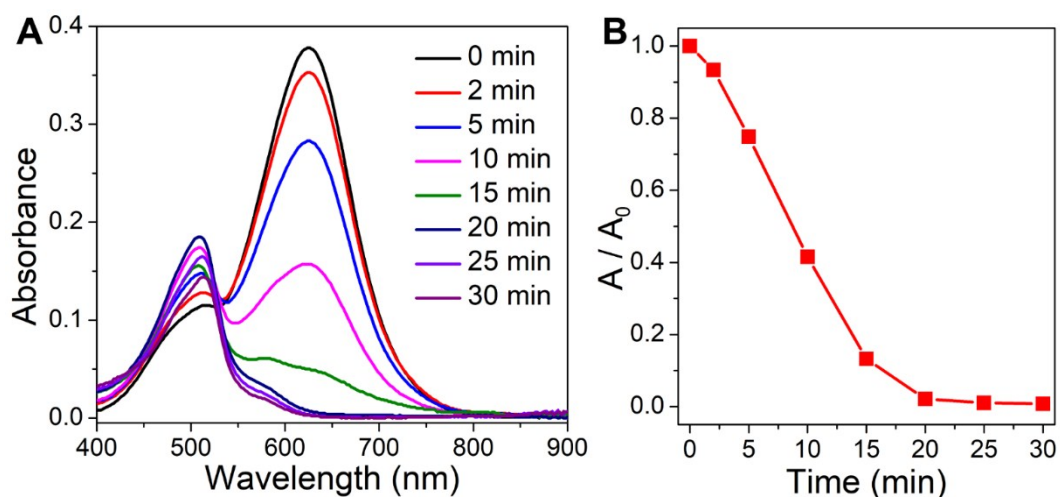 A
0.4
0.3
0.2
0.1
0.0
Absorbance
400 500 600 700 800 900
Wavelength (nm)
0 min
2 min
5 min
10 min
15 min
20 min
25 min
30 min
B
1.0
0.8
0.6
0.4
0.2
0.0
A / A₀
0 5 10 15 20 25 30
Time (min)